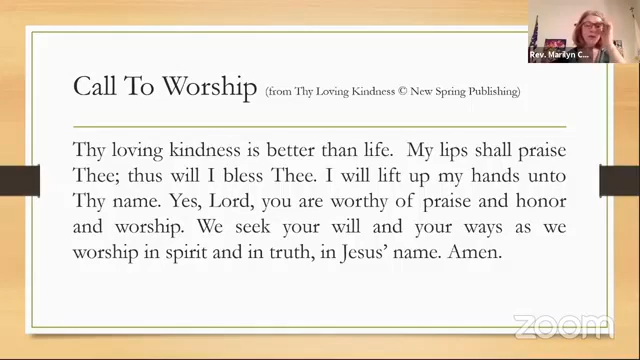 Call To Worship (from Thy Loving Kindness © New Spring Publishing)
Thy loving kindness is better than life. My lips shall praise
Thee; thus will I bless Thee. I will lift up my hands unto
Thy name. Yes, Lord, you are worthy of praise and honor
and worship. We seek your will and your ways as we
worship in spirit and in truth, in Jesus’ name. Amen.
Rev. Marilyn C...
zoom